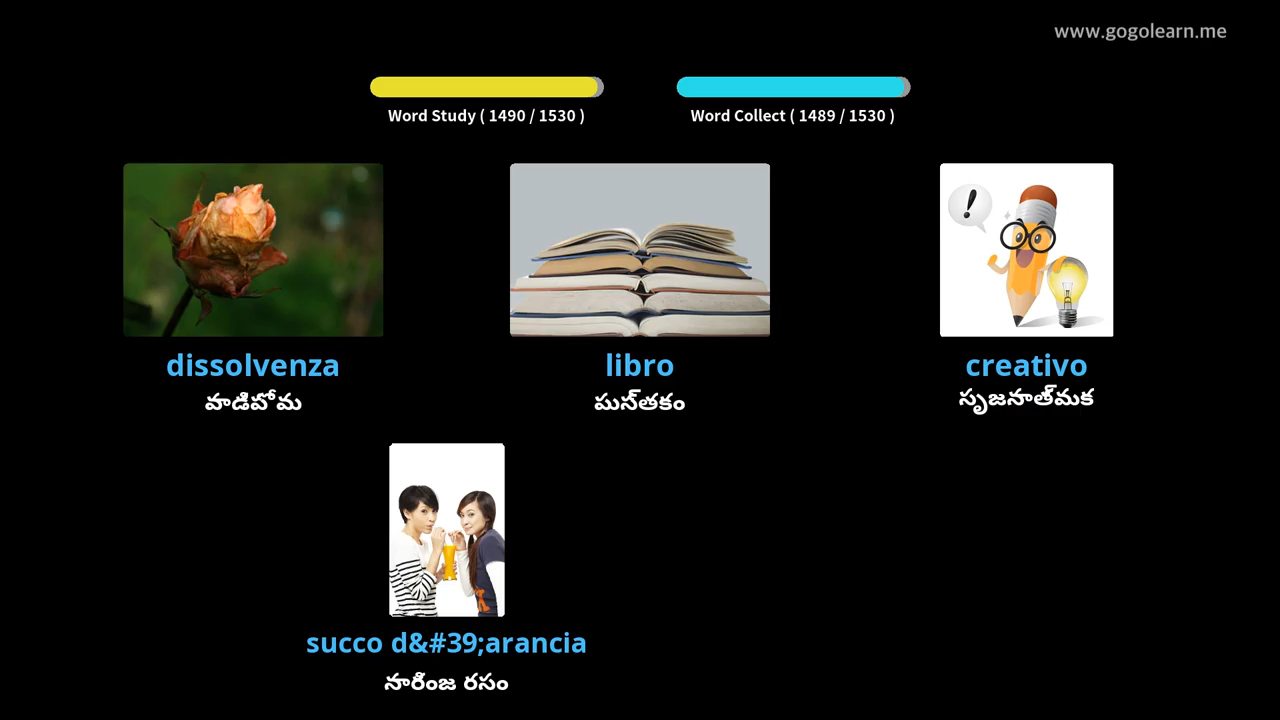 www.gogolearn.me
Word Study ( 1490 / 1530 )
Word Collect ( 1489 / 1530 )
dissolvenza
వాడిపోమ
libro
పుస్తకం
creativo
సృజనాత్మక
succo d&#39;arancia
నారింజ రసం